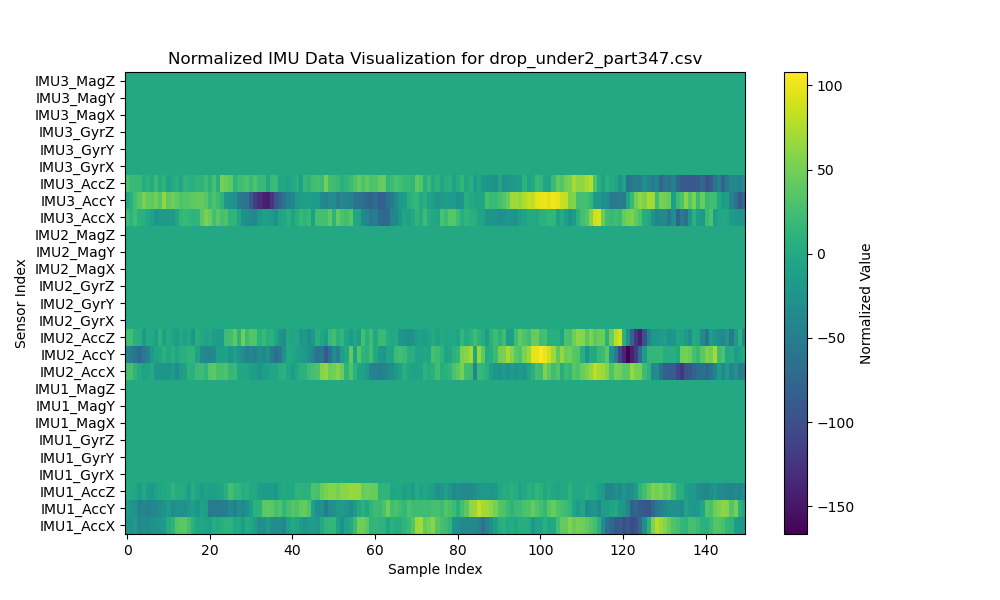 Normalized IMU Data Visualization for drop_under2_part347.csv
IMU3_MagZ
IMU3_MagY
IMU3_MagX
IMU3_GyrZ
IMU3_GyrY
IMU3_GyrX
IMU3_AccZ
IMU3_AccY
IMU3_AccX
IMU2_MagZ
IMU2_MagY
IMU2_MagX
IMU2_GyrZ
IMU2_GyrY
IMU2_GyrX
IMU2_AccZ
IMU2_AccY
IMU2_AccX
IMU1_MagZ
IMU1_MagY
IMU1_MagX
IMU1_GyrZ
IMU1_GyrY
IMU1_GyrX
IMU1_AccZ
IMU1_AccY
IMU1_AccX
Sensor Index
0 20 40 60 80 100 120 140
Sample Index
100
50
0
−50
−100
−150
Normalized Value